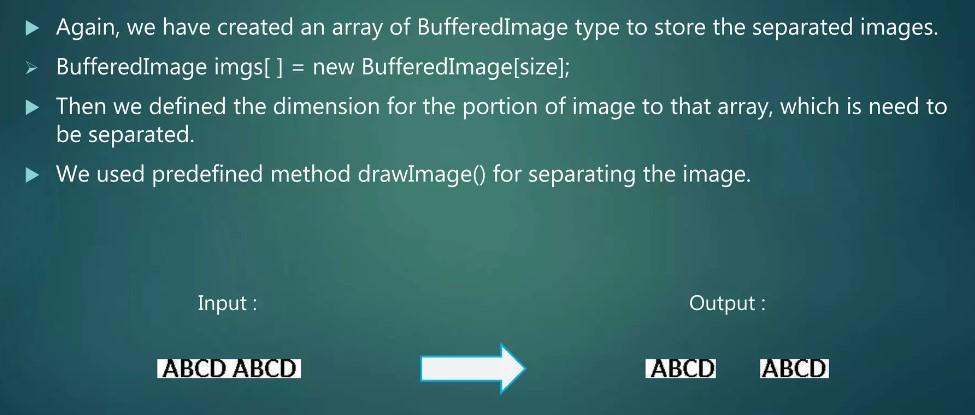 Again, we have created an array of BufferedImage type to store the separated images.
BufferedImage imgs[ ] = new BufferedImage[size];
Then we defined the dimension for the portion of image to that array, which is need to
be separated.
We used predefined method drawImage() for separating the image.
Input :
Output :
ABCD ABCD
ABCD
ABCD